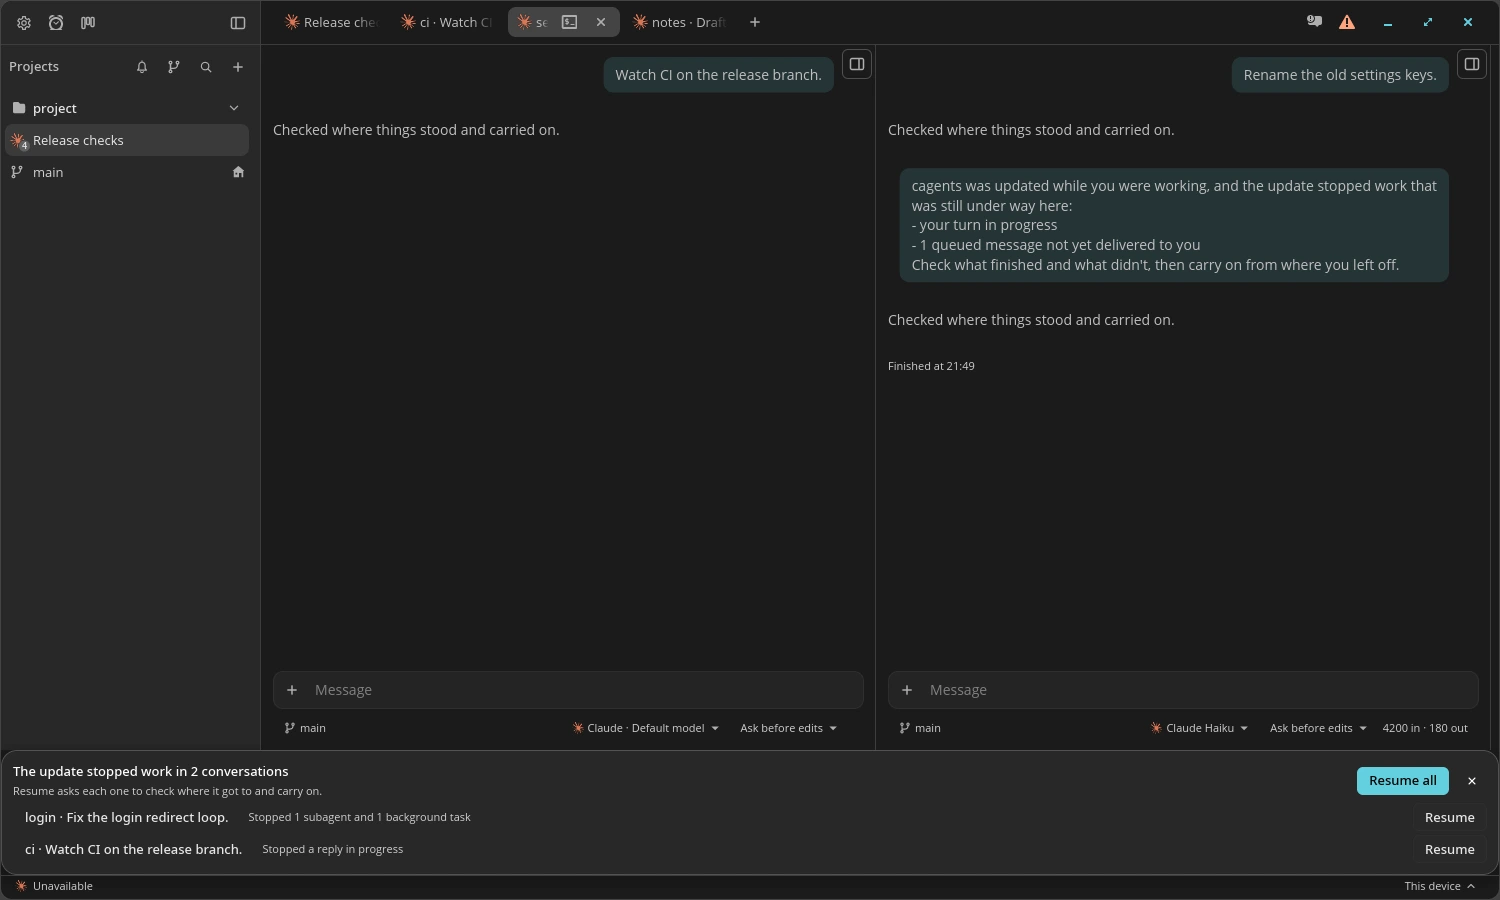 Release che
ci · Watch CI
se
notes · Draft
Projects
project
4
Release checks
main
Watch CI on the release branch.
Checked where things stood and carried on.
Message
main
Claude · Default model
Ask before edits
Rename the old settings keys.
Checked where things stood and carried on.
cagents was updated while you were working, and the update stopped work that
was still under way here:
- your turn in progress
- 1 queued message not yet delivered to you
Check what finished and what didn't, then carry on from where you left off.
Checked where things stood and carried on.
Finished at 21:49
Message
main
Claude Haiku
Ask before edits
4200 in · 180 out
The update stopped work in 2 conversations
Resume asks each one to check where it got to and carry on.
Resume all
login · Fix the login redirect loop.
Stopped 1 subagent and 1 background task
Resume
ci · Watch CI on the release branch.
Stopped a reply in progress
Resume
Unavailable
This device